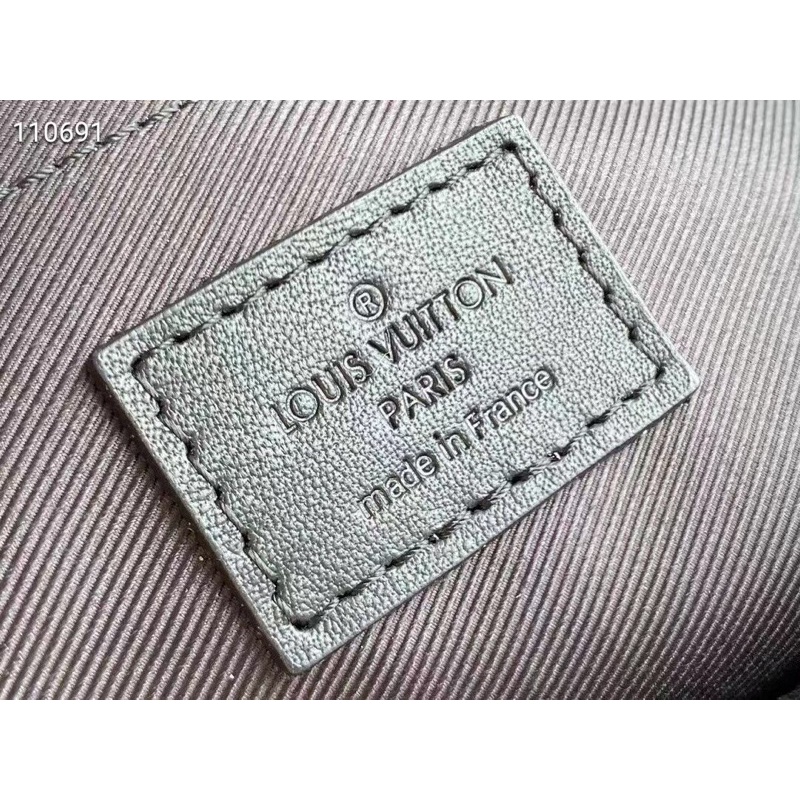 110691
®
LOUIS VUITTON
PARIS
made in France